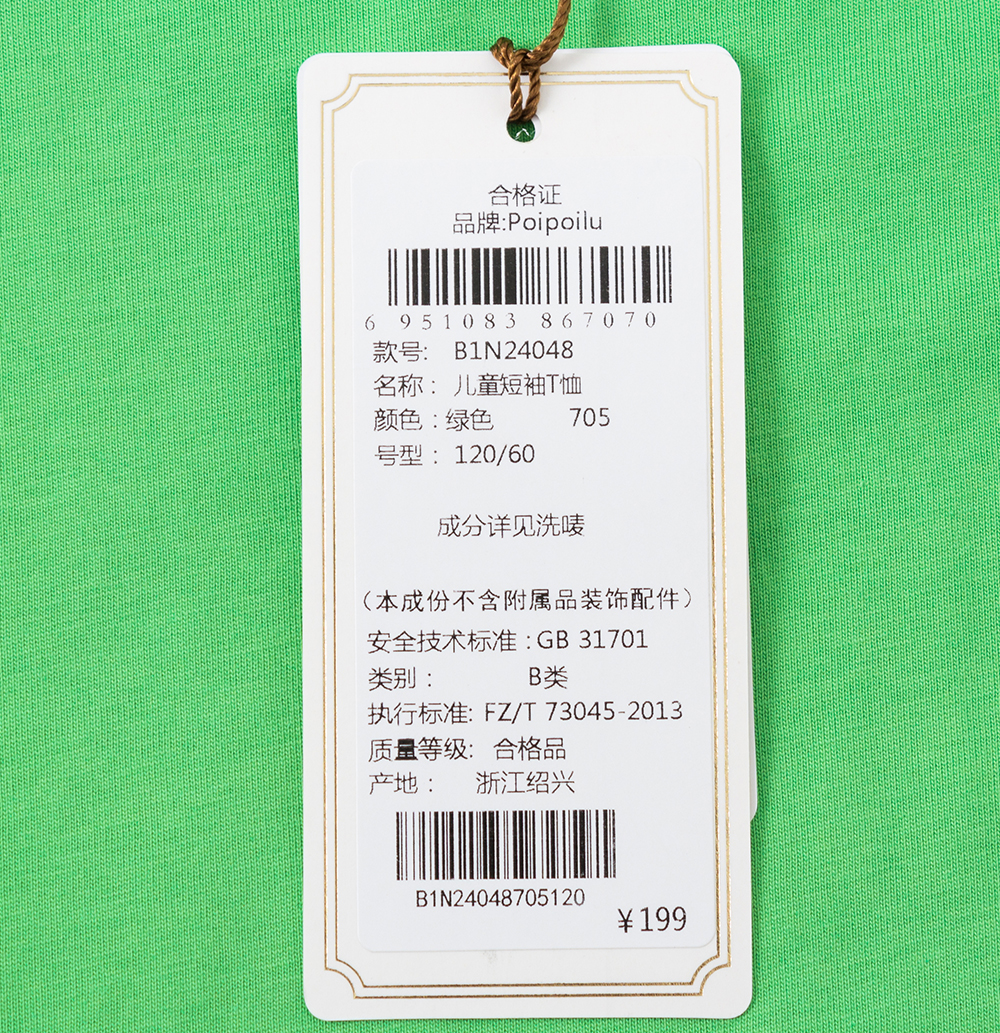 合格证
品牌:Poipoilu
6 951083 867070
款号: B1N24048
名称： 儿童短袖T恤
颜色：绿色 705
号型： 120/60
成分详见洗唛
（本成份不含附属品装饰配件）
安全技术标准：GB 31701
类别： B类
执行标准: FZ/T 73045-2013
质量等级: 合格品
产地： 浙江绍兴
B1N24048705120
¥199